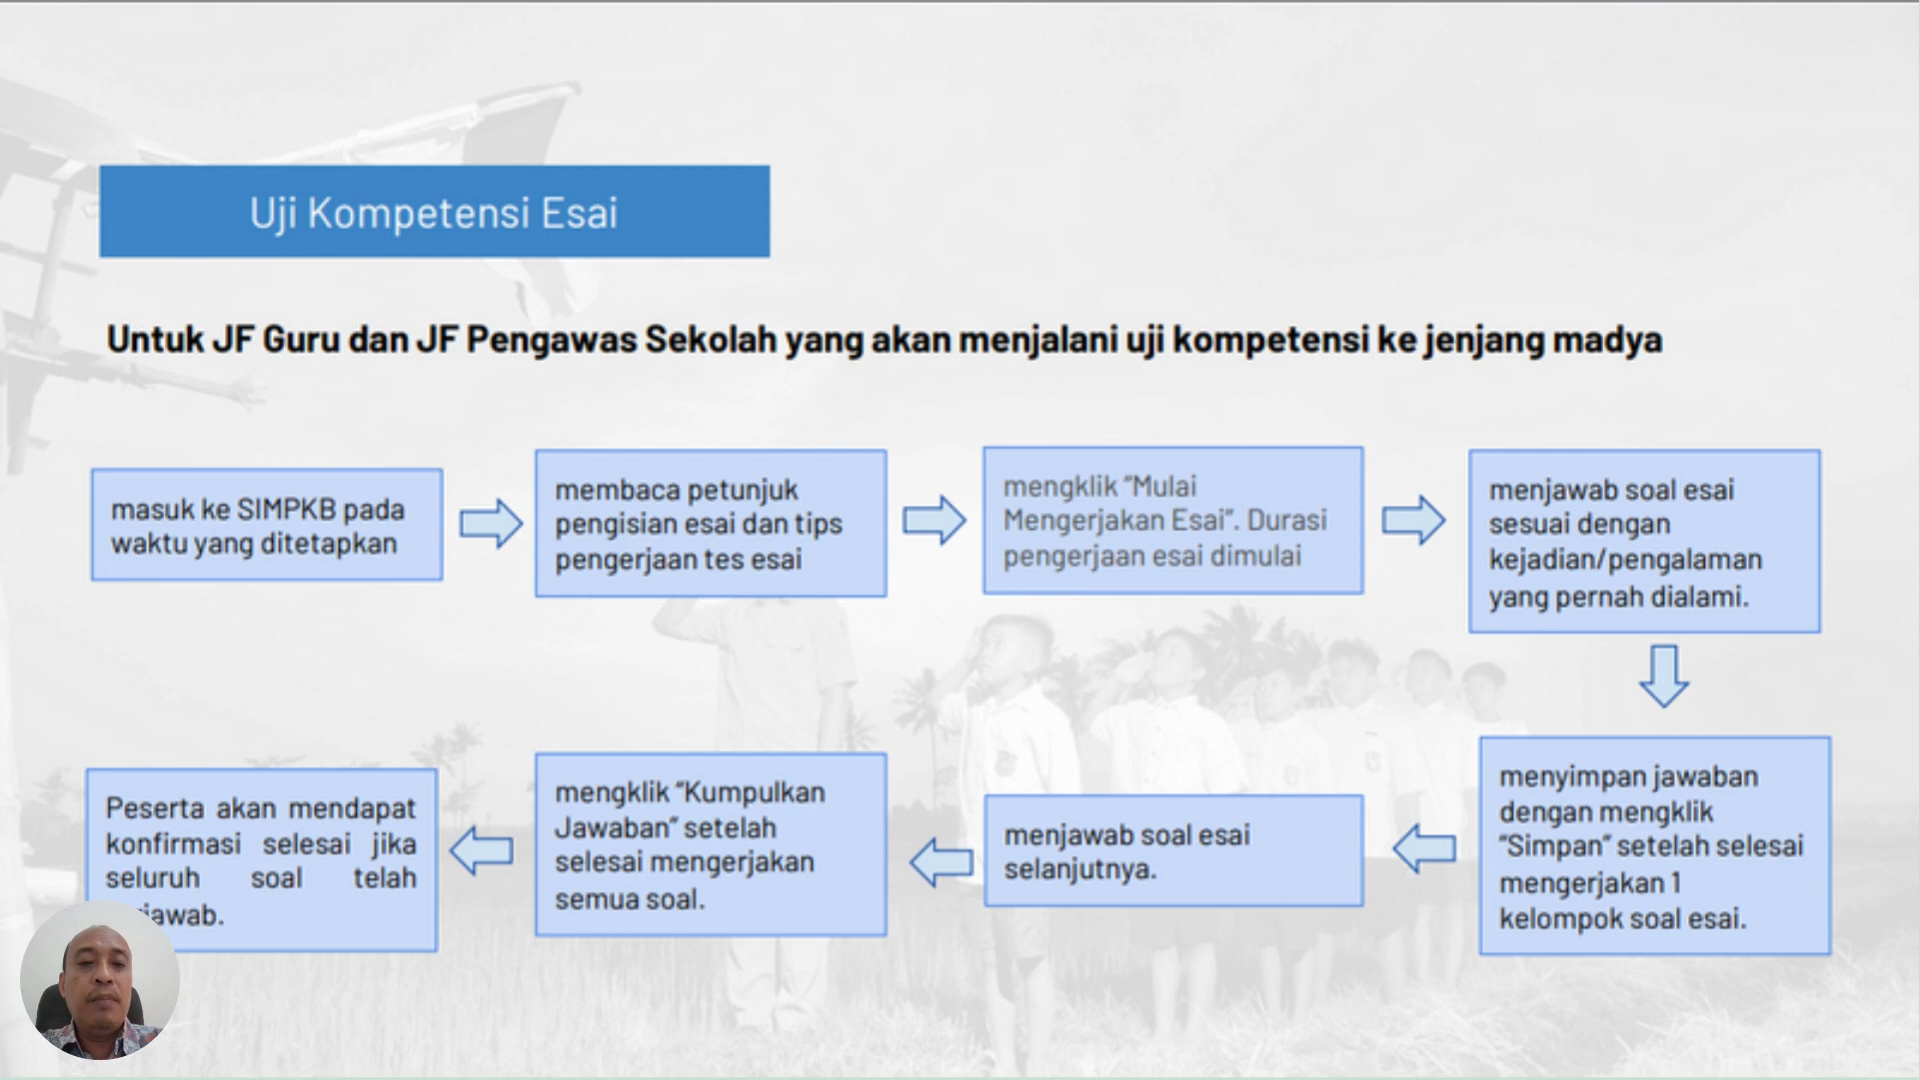 Uji Kompetensi Esai
Untuk JF Guru dan JF Pengawas Sekolah yang akan menjalani uji kompetensi ke jenjang madya
masuk ke SIMPKB pada
waktu yang ditetapkan
membaca petunjuk
pengisian esai dan tips
pengerjaan tes esai
mengklik “Mulai
Mengerjakan Esai”. Durasi
pengerjaan esai dimulai
menjawab soal esai
sesuai dengan
kejadian/pengalaman
yang pernah dialami.
menyimpan jawaban
dengan mengklik
“Simpan” setelah selesai
mengerjakan 1
kelompok soal esai.
menjawab soal esai
selanjutnya.
mengklik “Kumpulkan
Jawaban” setelah
selesai mengerjakan
semua soal.
Peserta akan mendapat
konfirmasi selesai jika
seluruh soal telah